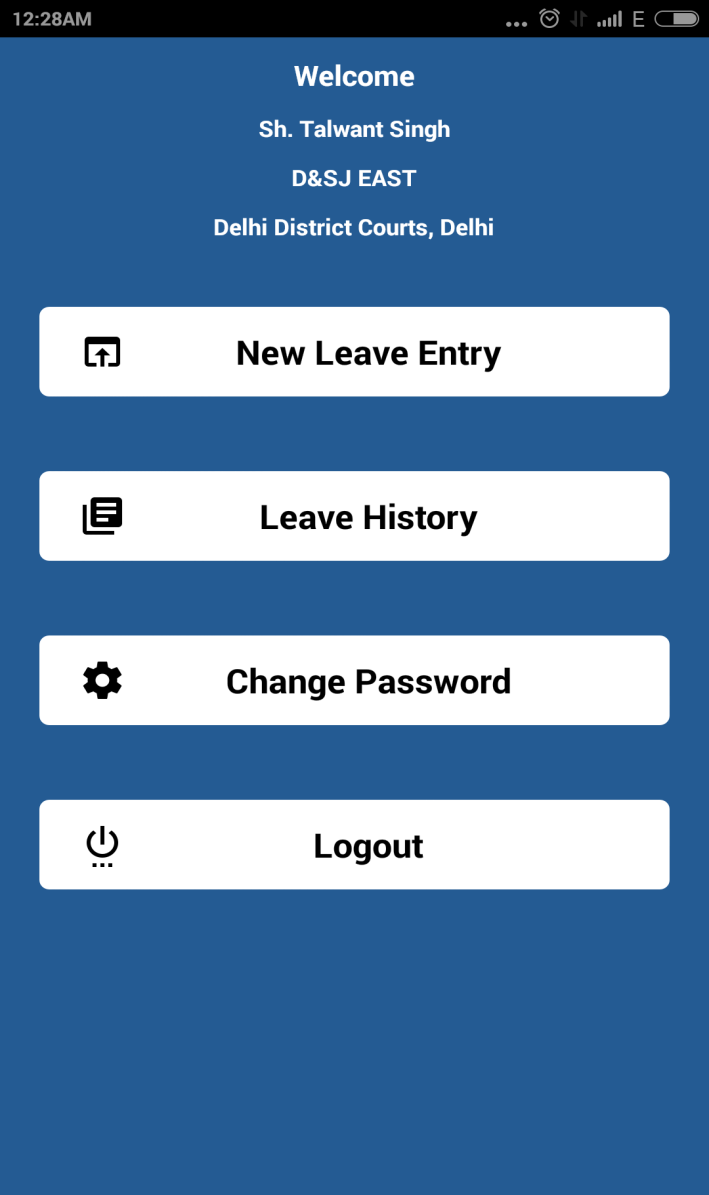 12:28AM
E
Welcome
Sh. Talwant Singh
D&SJ EAST
Delhi District Courts, Delhi
New Leave Entry
Leave History
Change Password
Logout